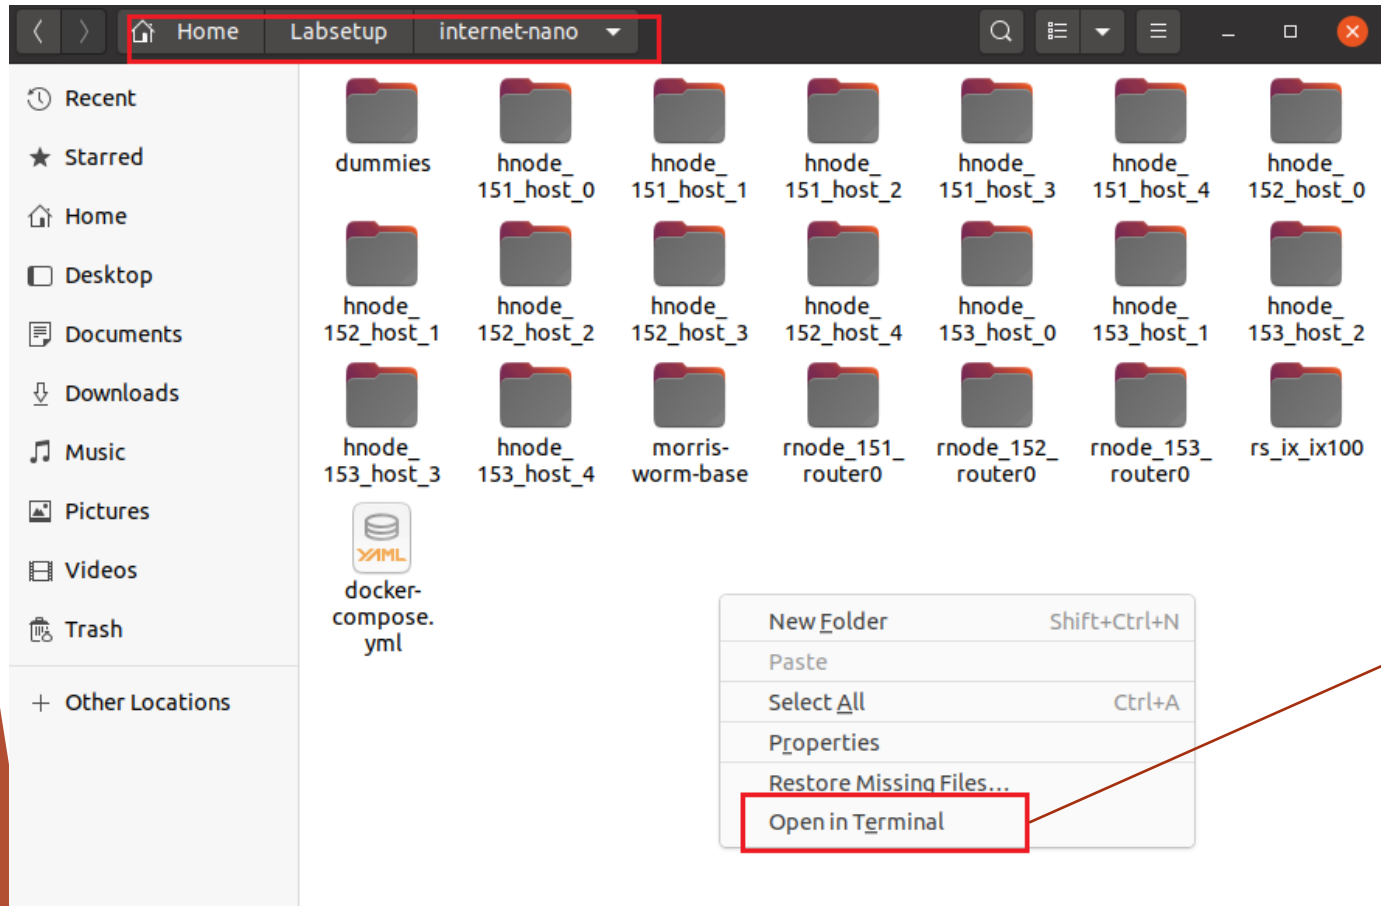 Home Labsetup internet-nano
Recent
Starred
Home
Desktop
Documents
Downloads
Music
Pictures
Videos
Trash
+ Other Locations
dummies
hnode_
151_host_0
hnode_
151_host_1
hnode_
151_host_2
hnode_
151_host_3
hnode_
151_host_4
hnode_
152_host_0
hnode_
152_host_1
hnode_
152_host_2
hnode_
152_host_3
hnode_
152_host_4
hnode_
153_host_0
hnode_
153_host_1
hnode_
153_host_2
hnode_
153_host_3
hnode_
153_host_4
morris-
worm-base
rnode_151_
router0
rnode_152_
router0
rnode_153_
router0
rs_ix_ix100
YAML
docker-
compose.
yml
New Folder Shift+Ctrl+N
Paste
Select All Ctrl+A
Properties
Restore Missing Files...
Open in Terminal